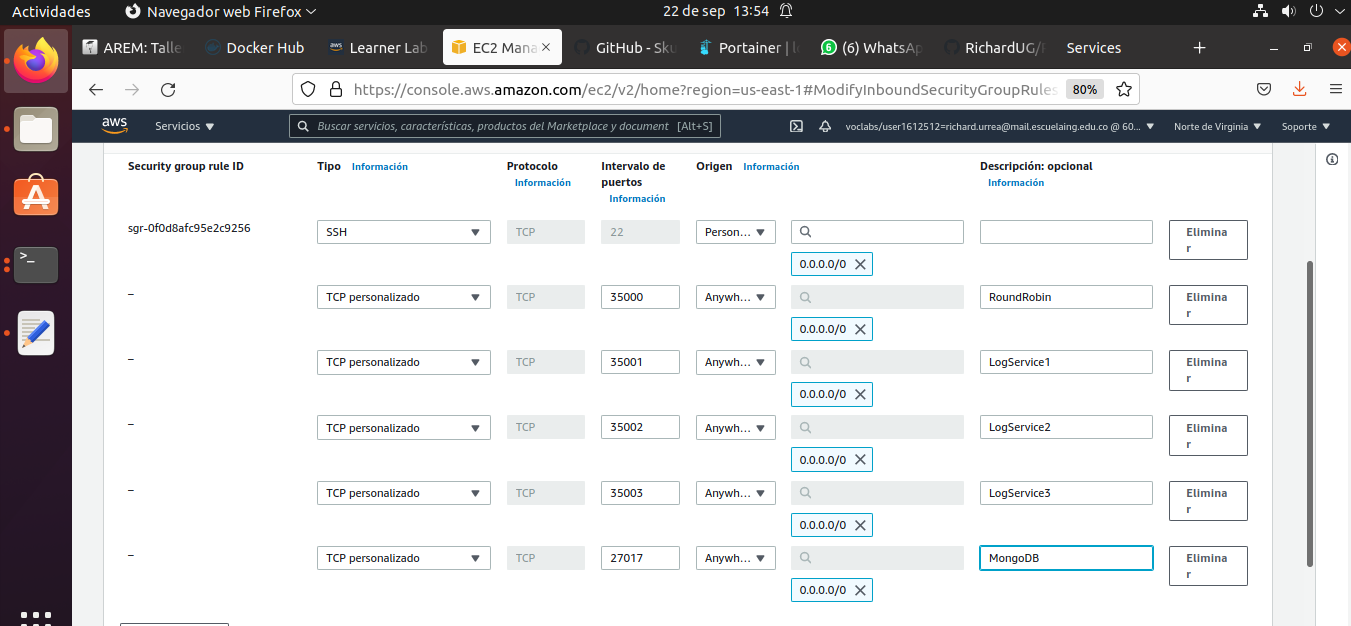 Actividades
Navegador web Firefox
22 de sep 13:54
AREM: Talle
Docker Hub
Learner Lab
EC2 Mana
GitHub - Sku
Portainer | l
(6) WhatsAp
RichardUG/
Services
https://console.aws.amazon.com/ec2/v2/home?region=us-east-1#ModifyInboundSecurityGroupRules
80%
aws
Servicios
Buscar servicios, características, productos del Marketplace y document [Alt+S]
voclabs/user1612512=richard.urrea@mail.escuelaing.edu.co @ 60...
Norte de Virginia
Soporte
Security group rule ID
Tipo Información
Protocolo
Información
Intervalo de
puertos
Información
Origen Información
Descripción: opcional
Información
sgr-0f0d8afc95e2c9256
SSH
TCP
22
Person...
0.0.0.0/0
Elimina
r
–
TCP personalizado
TCP
35000
Anywh...
0.0.0.0/0
RoundRobin
Elimina
r
–
TCP personalizado
TCP
35001
Anywh...
0.0.0.0/0
LogService1
Elimina
r
–
TCP personalizado
TCP
35002
Anywh...
0.0.0.0/0
LogService2
Elimina
r
–
TCP personalizado
TCP
35003
Anywh...
0.0.0.0/0
LogService3
Elimina
r
–
TCP personalizado
TCP
27017
Anywh...
0.0.0.0/0
MongoDB
Elimina
r